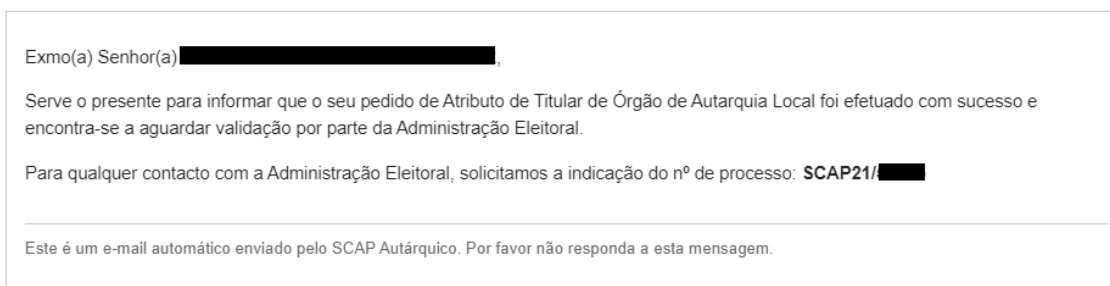 Exmo(a) Senhor(a) ,
Serve o presente para informar que o seu pedido de Atributo de Titular de Órgão de Autarquia Local foi efetuado com sucesso e
encontra-se a aguardar validação por parte da Administração Eleitoral.
Para qualquer contacto com a Administração Eleitoral, solicitamos a indicação do nº de processo: SCAP21/
Este é um e-mail automático enviado pelo SCAP Autárquico. Por favor não responda a esta mensagem.